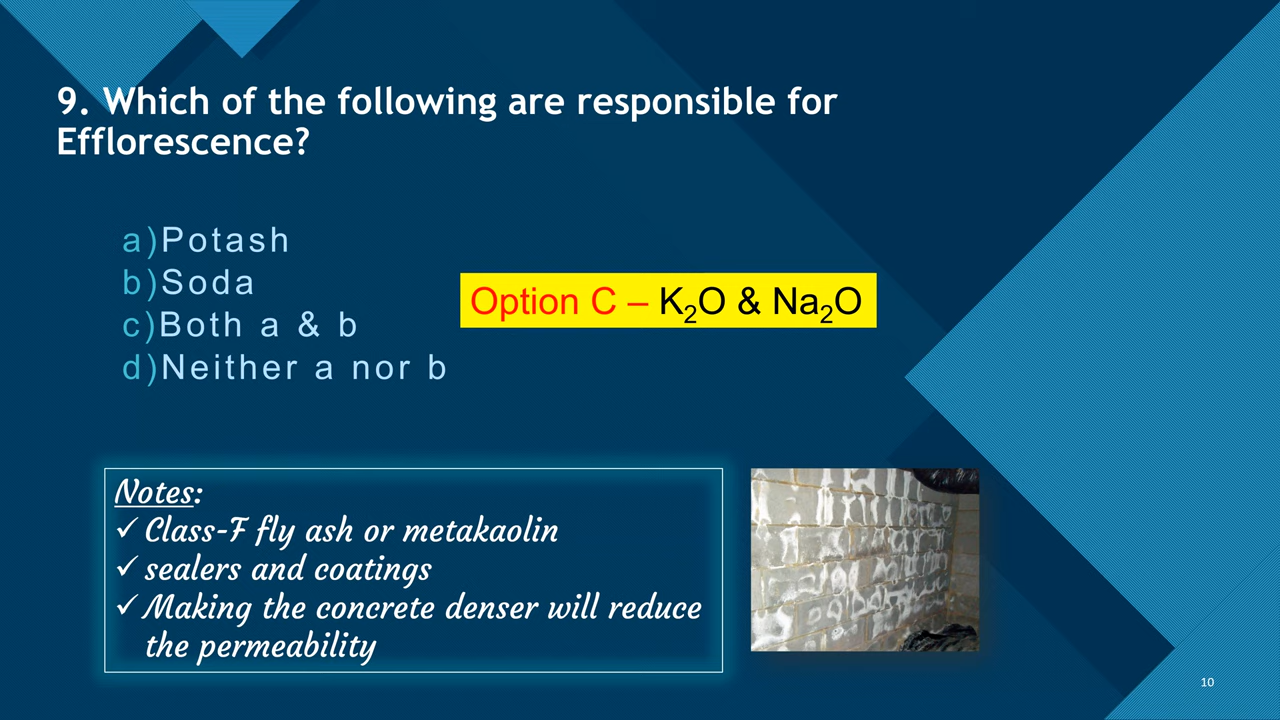 9. Which of the following are responsible for
Efflorescence?
a)Potash
b)Soda
c)Both a & b
d)Neither a nor b
Option C – K₂O & Na₂O
Notes:
✓ Class-F fly ash or metakaolin
✓ sealers and coatings
✓ Making the concrete denser will reduce
the permeability
10